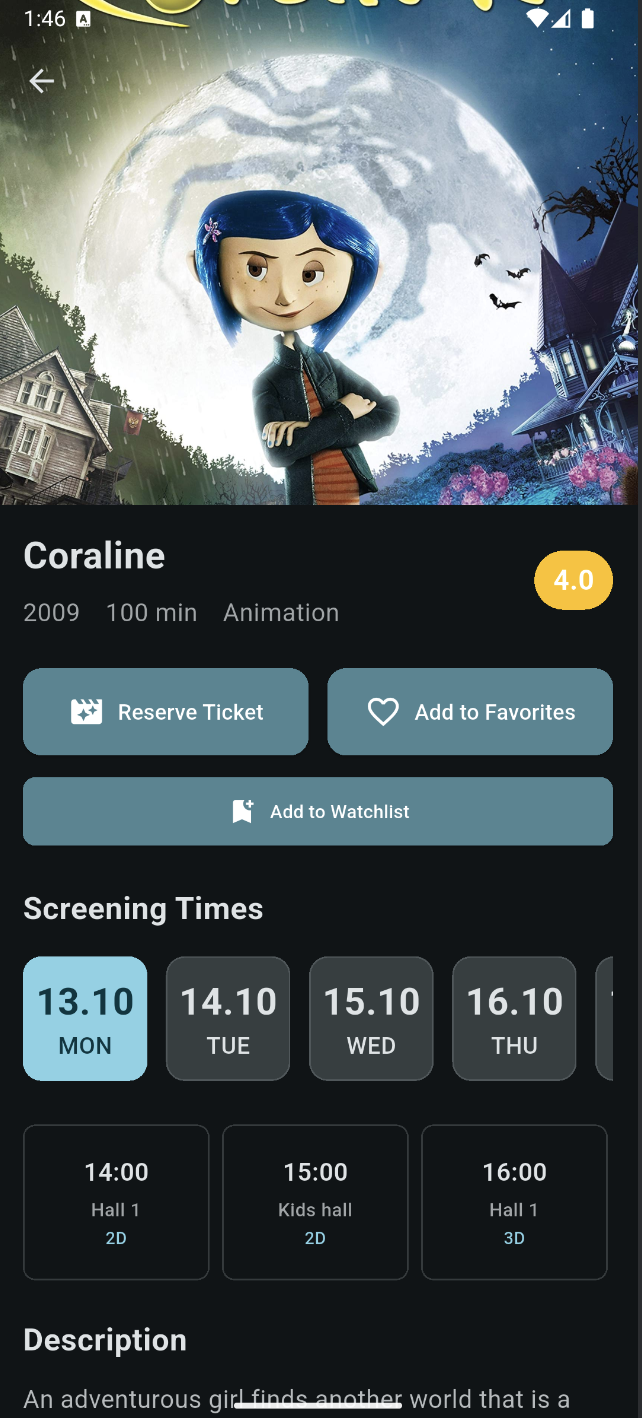 1:46 A
Coraline
4.0
2009 100 min Animation
Reserve Ticket
Add to Favorites
Add to Watchlist
Screening Times
13.10 14.10 15.10 16.10
MON TUE WED THU
14:00 15:00 16:00
Hall 1 Kids hall Hall 1
2D 2D 3D
Description
An adventurous girl finds another world that is a